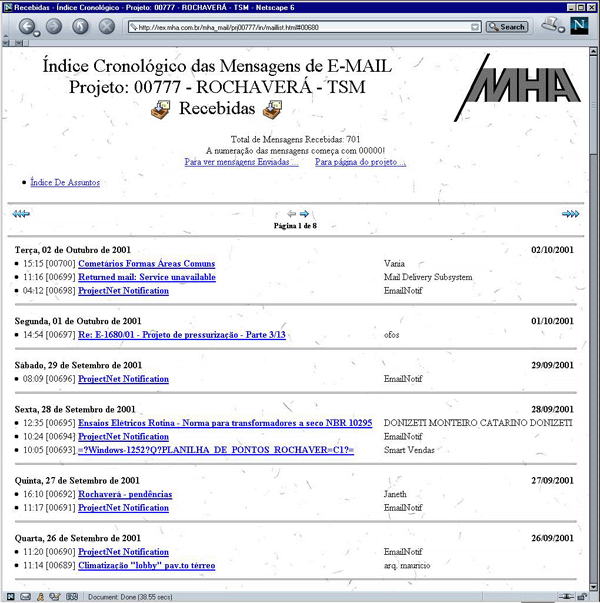 Recebidas - Índice Cronológico - Projeto: 00777 - ROCHAVERÁ - TSM - Netscape 6
http://rex.mha.com.br/mha_mail/prj00777/in/maillist.html#00680
Search
N
Índice Cronológico das Mensagens de E-MAIL
Projeto: 00777 - ROCHAVERÁ - TSM
Recebidas
MHA
Total de Mensagens Recebidas: 701
A numeração das mensagens começa com 00000!
Para ver mensagens Enviadas ... Para página do projeto ...
Índice De Assuntos
Página 1 de 8
Terça, 02 de Outubro de 2001 02/10/2001
15:15 [00700] Cometários Formas Áreas Comuns Vania
11:16 [00699] Returned mail: Service unavailable Mail Delivery Subsystem
04:12 [00698] ProjectNet Notification EmailNotif
Segunda, 01 de Outubro de 2001 01/10/2001
14:54 [00697] Re: E-1680/01 - Projeto de pressurização - Parte 3/13 ofos
Sábado, 29 de Setembro de 2001 29/09/2001
08:09 [00696] ProjectNet Notification EmailNotif
Sexta, 28 de Setembro de 2001 28/09/2001
12:35 [00695] Ensaios Elétricos Rotina - Norma para transformadores a seco NBR 10295 DONIZETI MONTEIRO CATARINO DONIZETI
10:24 [00694] ProjectNet Notification EmailNotif
10:05 [00693] =?Windows-1252?Q?PLANILHA_DE_PONTOS_ROCHAVER=C1?= Smart Vendas
Quinta, 27 de Setembro de 2001 27/09/2001
16:10 [00692] Rochaverá - pendências Janeth
11:17 [00691] ProjectNet Notification EmailNotif
Quarta, 26 de Setembro de 2001 26/09/2001
11:20 [00690] ProjectNet Notification EmailNotif
11:14 [00689] Climatização "lobby" pav.to térreo arq. mauricio
Document: Done (38.55 secs)